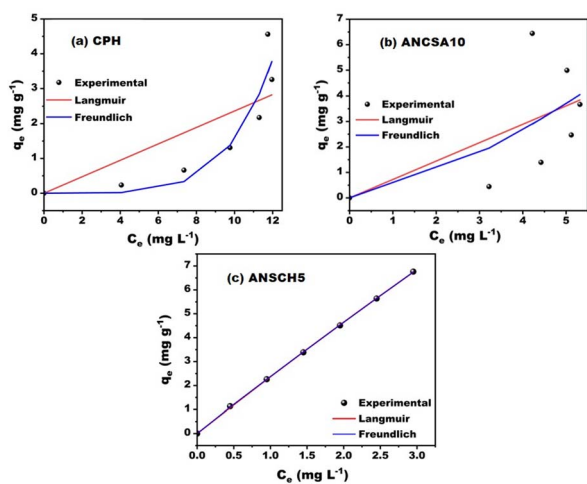 (a) CPH
Experimental
Langmuir
Freundlich
qe (mg g-1)
5
4
3
2
1
0
0 2 4 6 8 10 12
Ce (mg L-1)
(b) ANCSA10
Experimental
Langmuir
Freundlich
qe (mg g-1)
7
6
5
4
3
2
1
0
0 1 2 3 4 5
Ce (mg L-1)
(c) ANSCH5
Experimental
Langmuir
Freundlich
qe (mg g-1)
7
6
5
4
3
2
1
0
0.0 0.5 1.0 1.5 2.0 2.5 3.0
Ce (mg L-1)